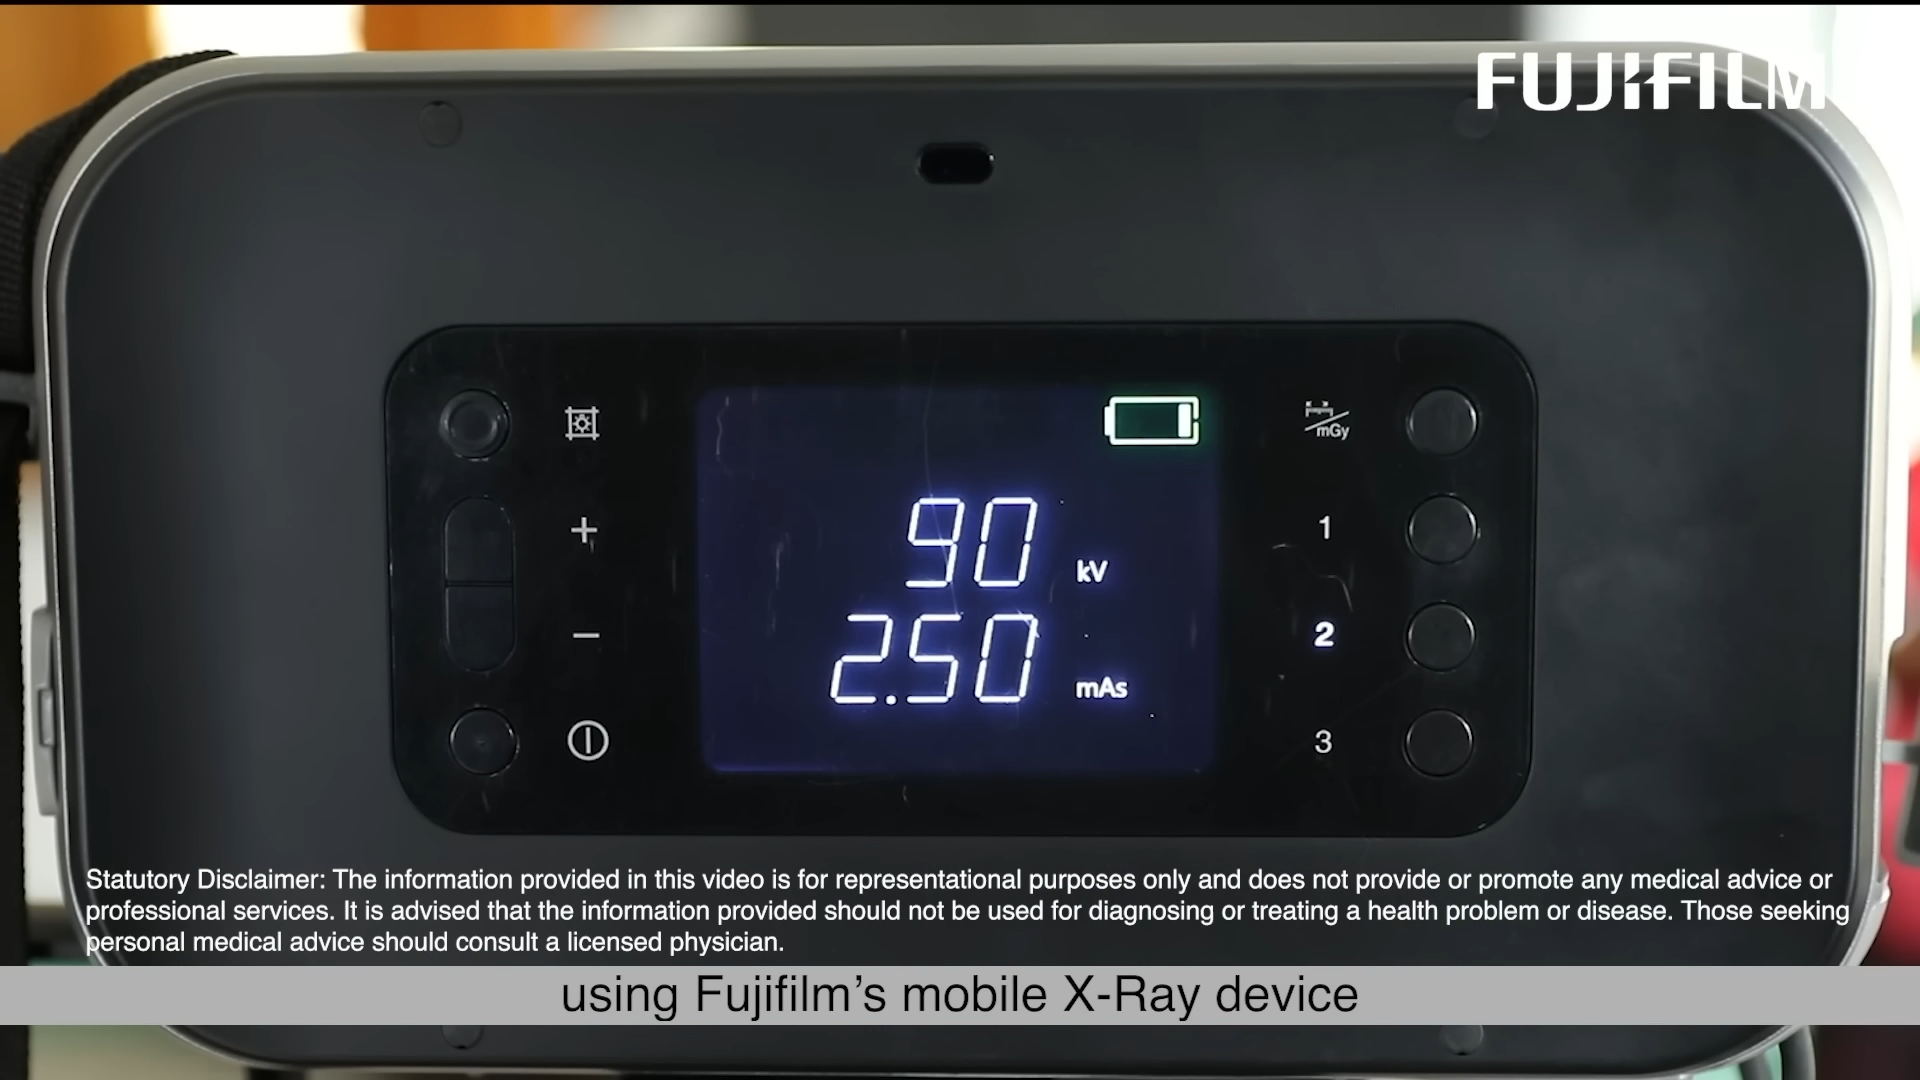 FUJIFILM
mGy
90 kV
2.50 mAs
1
2
3
Statutory Disclaimer: The information provided in this video is for representational purposes only and does not provide or promote any medical advice or
professional services. It is advised that the information provided should not be used for diagnosing or treating a health problem or disease. Those seeking
personal medical advice should consult a licensed physician.
using Fujifilm’s mobile X-Ray device